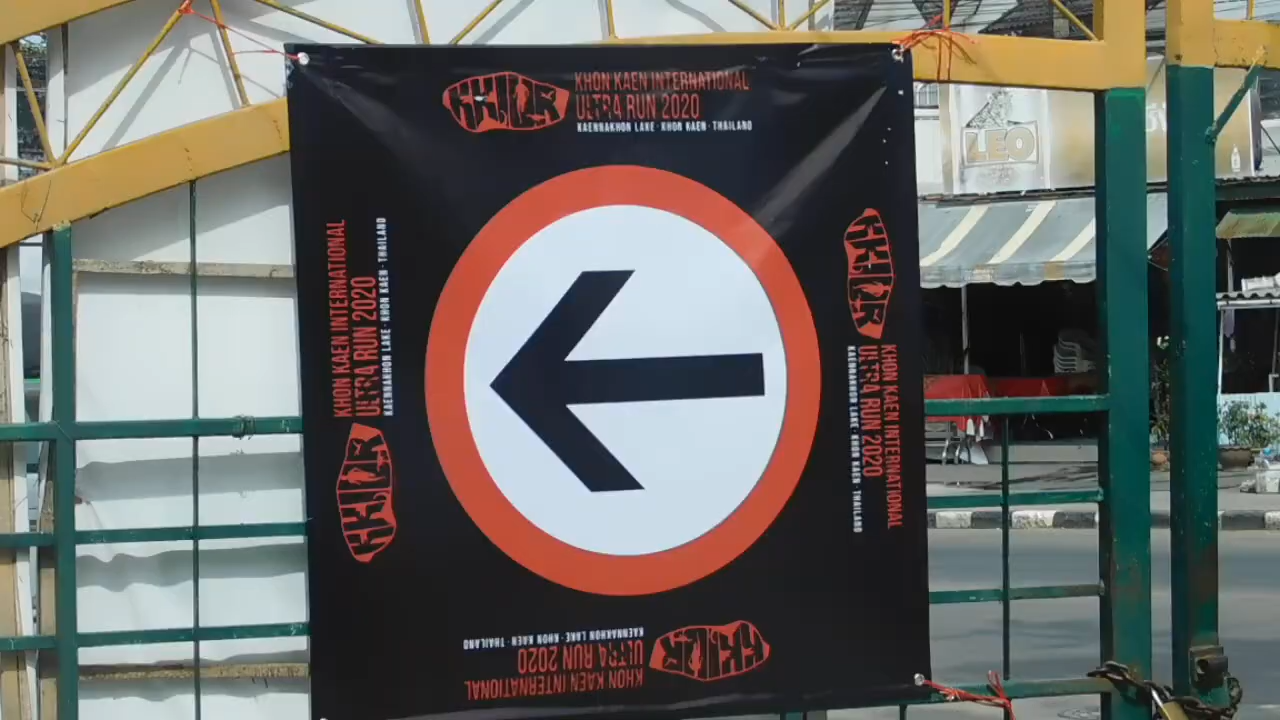 KKIUR
KHON KAEN INTERNATIONAL
ULTRA RUN 2020
KAENNAKHON LAKE · KHON KAEN · THAILAND
KKIUR
KHON KAEN INTERNATIONAL
ULTRA RUN 2020
KAENNAKHON LAKE · KHON KAEN · THAILAND
KKIUR
KHON KAEN INTERNATIONAL
ULTRA RUN 2020
KAENNAKHON LAKE · KHON KAEN · THAILAND
KKIUR
KHON KAEN INTERNATIONAL
ULTRA RUN 2020
KAENNAKHON LAKE · KHON KAEN · THAILAND
LEO